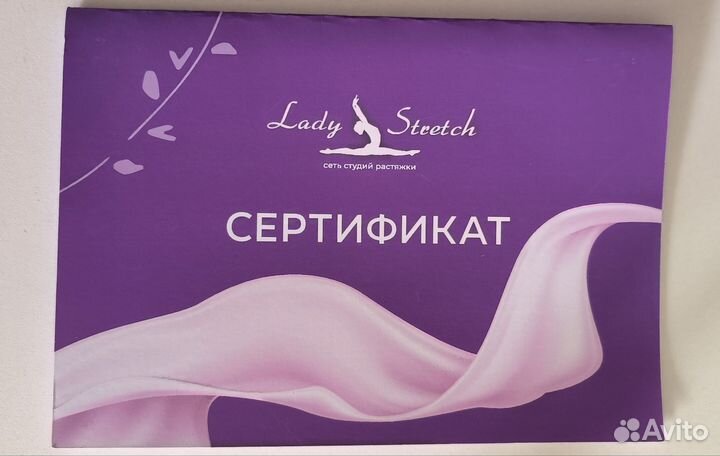 Lady Stretch
сеть студий растяжки
СЕРТИФИКАТ
Avito